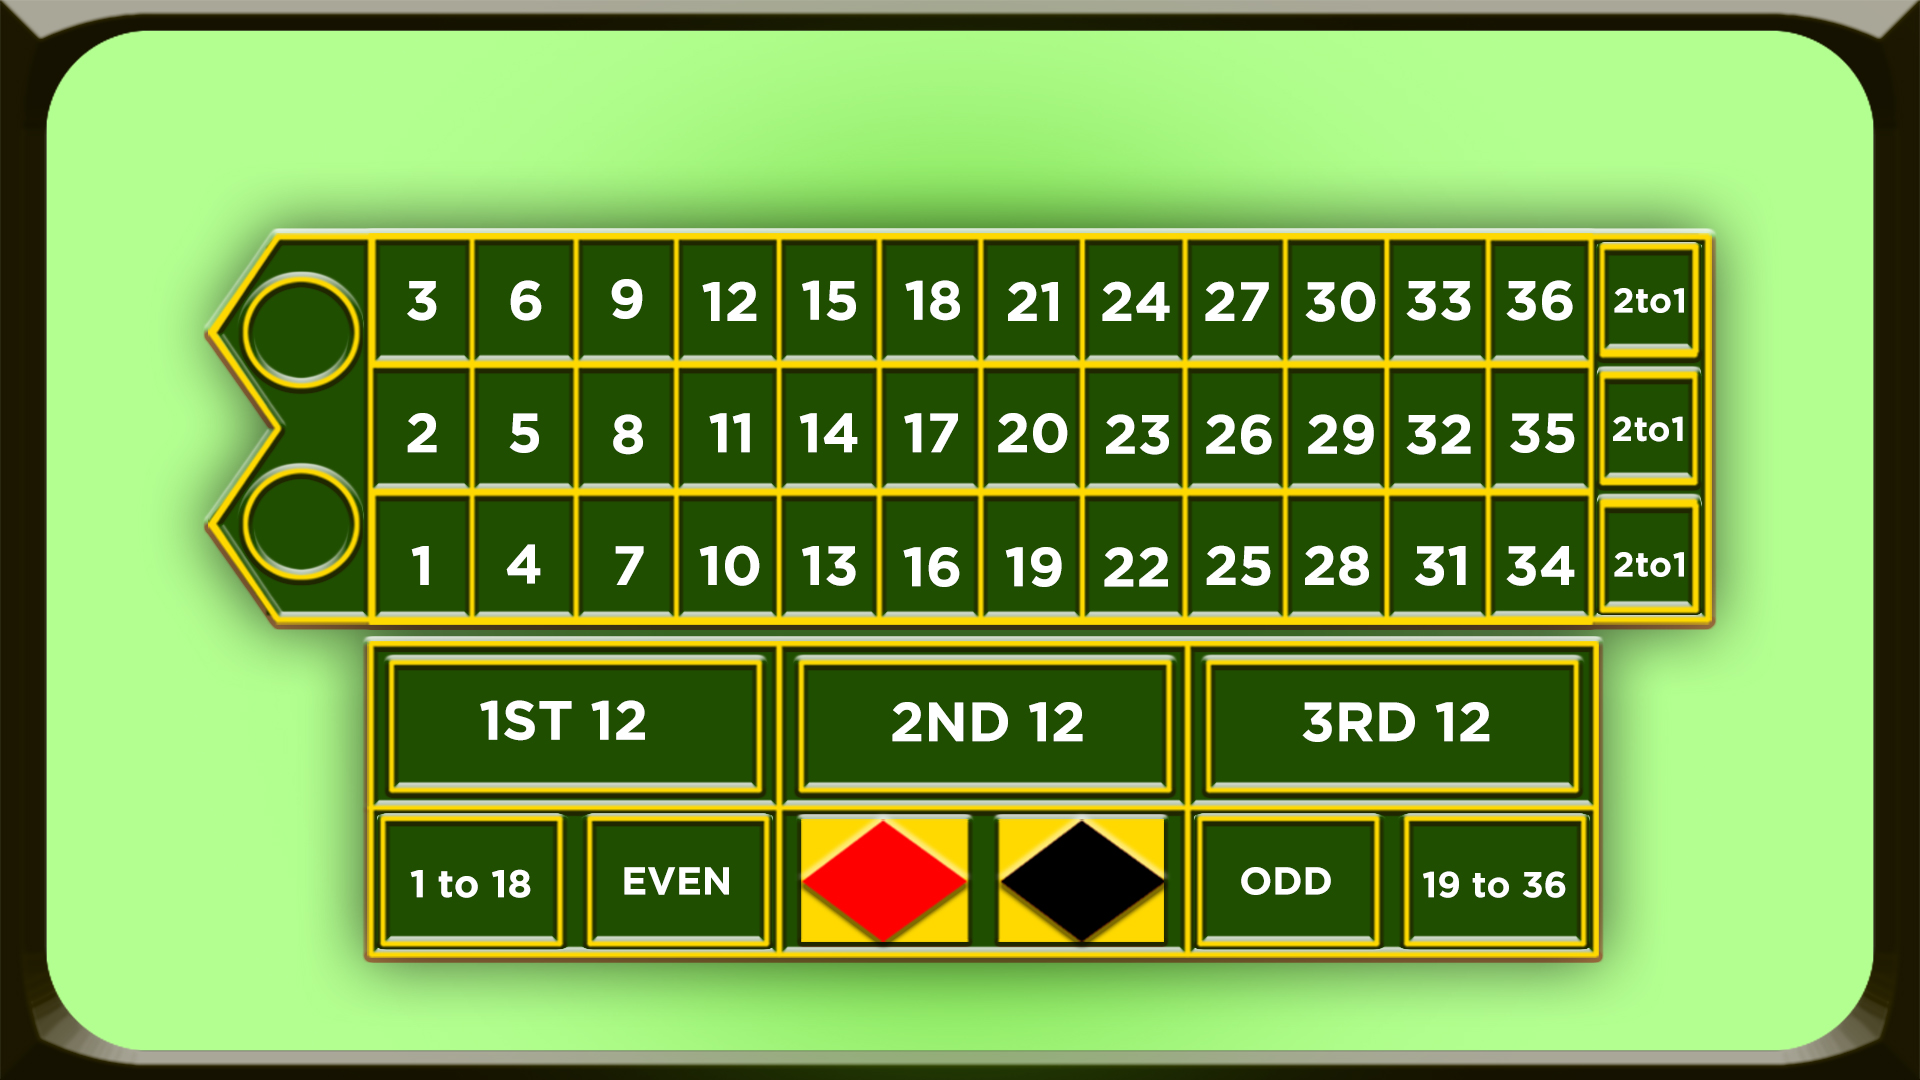 3 6 9 12 15 18 21 24 27 30 33 36 2to1
2 5 8 11 14 17 20 23 26 29 32 35 2to1
1 4 7 10 13 16 19 22 25 28 31 34 2to1
1ST 12 2ND 12 3RD 12
1 to 18 EVEN ODD 19 to 36